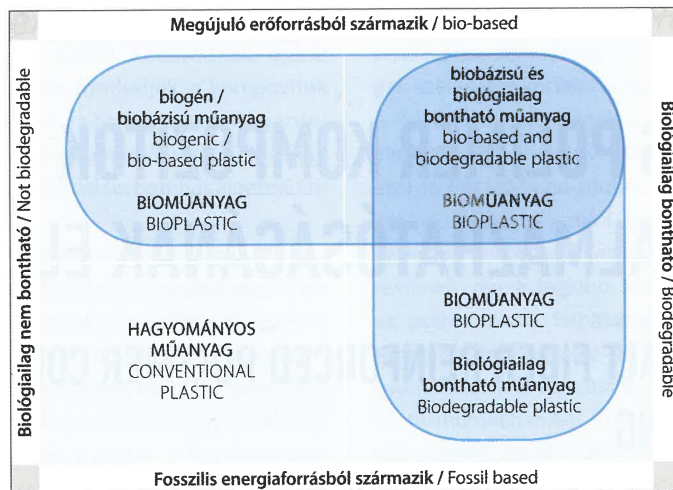 Megújuló erőforrásból származik / bio-based
Biológiailag nem bontható / Not biodegradable
biogén /
biobázisú műanyag
biogenic /
bio-based plastic
BIOMŰANYAG
BIOPLASTIC
biobázisú és
biológiailag
bontható műanyag
bio-based and
biodegradable plastic
BIOMŰANYAG
BIOPLASTIC
HAGYOMÁNYOS
MŰANYAG
CONVENTIONAL
PLASTIC
BIOMŰANYAG
BIOPLASTIC
Biológiailag
bontható műanyag
Biodegradable plastic
Biológiailag bontható / Biodegradable
Fosszilis energiaforrásból származik / Fossil based